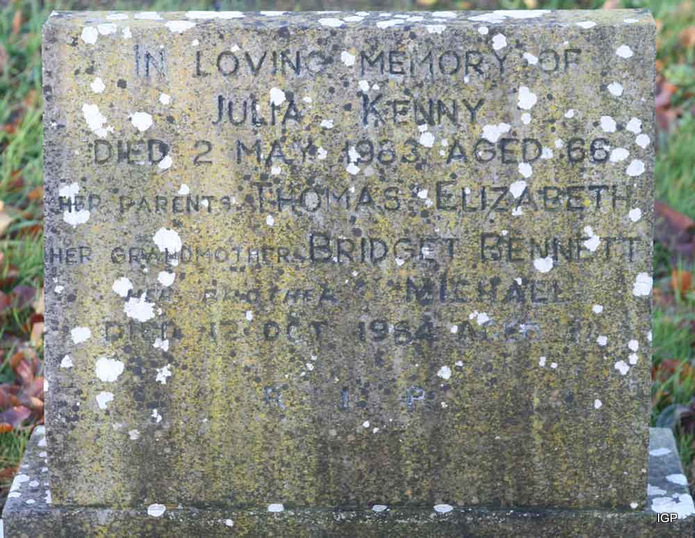 IN LOVING MEMORY OF
JULIA KENNY
DIED 2 MAY 1983 AGED 66
HER PARENTS THOMAS ELIZABETH
HER GRANDMOTHER BRIDGET BENNETT
HER BROTHER MICHAEL
DIED 12 OCT 1984 AGED
R I P
IGP